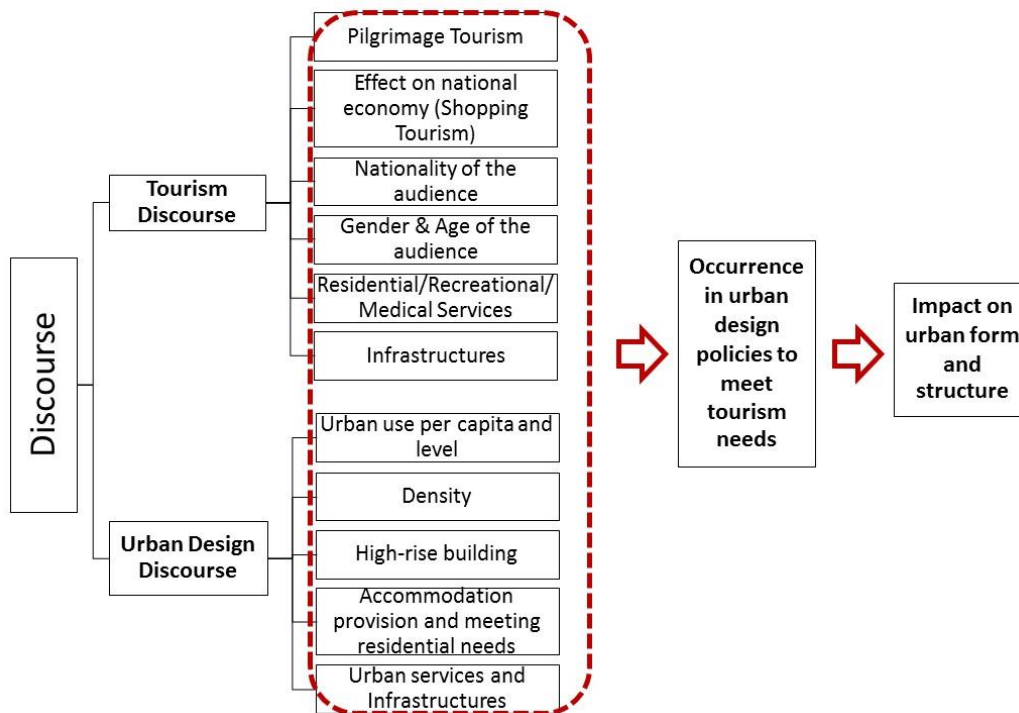 Discourse
Tourism
Discourse
Pilgrimage Tourism
Effect on national
economy (Shopping
Tourism)
Nationality of the
audience
Gender & Age of the
audience
Residential/Recreational/
Medical Services
Infrastructures
Urban Design
Discourse
Urban use per capita and
level
Density
High-rise building
Accommodation
provision and meeting
residential needs
Urban services and
Infrastructures
Occurrence
in urban
design
policies to
meet
tourism
needs
Impact on
urban form
and
structure